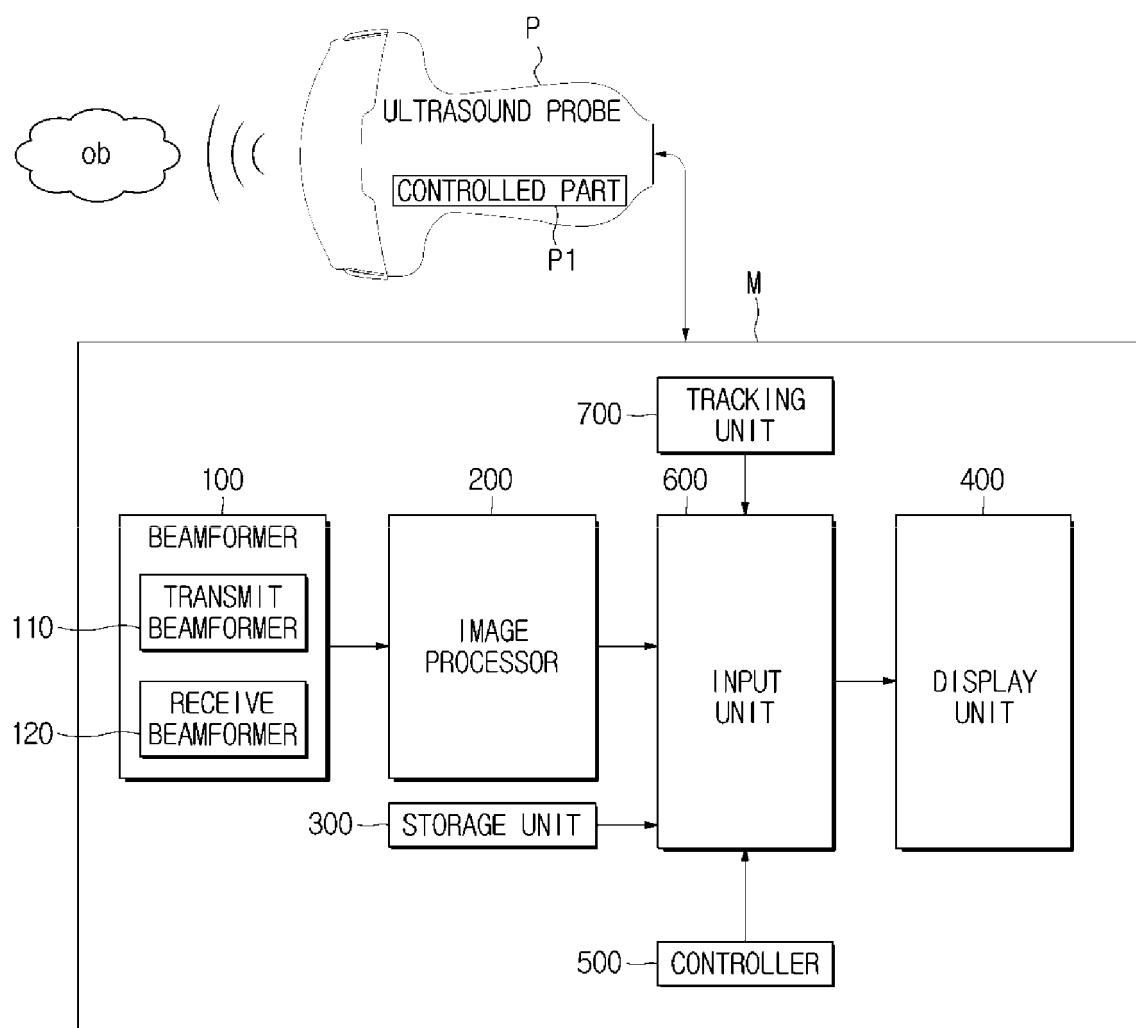 P
ULTRASOUND PROBE
ob
CONTROLLED PART
P1
M
700
TRACKING
UNIT
100
200
600
400
BEAMFORMER
110
TRANSMIT
BEAMFORMER
IMAGE
PROCESSOR
INPUT
UNIT
DISPLAY
UNIT
120
RECEIVE
BEAMFORMER
300
STORAGE UNIT
500
CONTROLLER